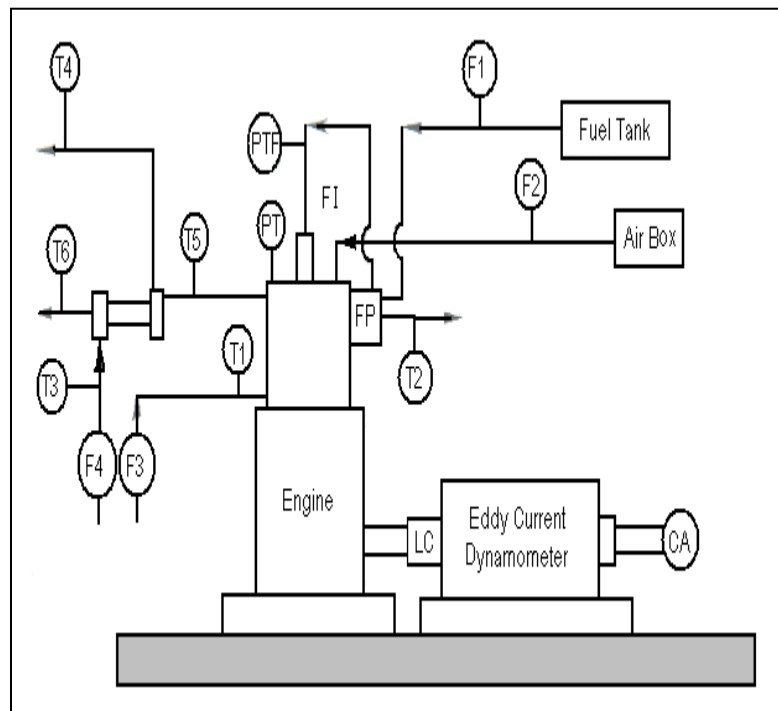 T4
F1
Fuel Tank
PTF
FI
F2
PT
T5
Air Box
T6
FP
T1
T2
T3
F4
F3
Engine
LC
Eddy Current
Dynamometer
CA